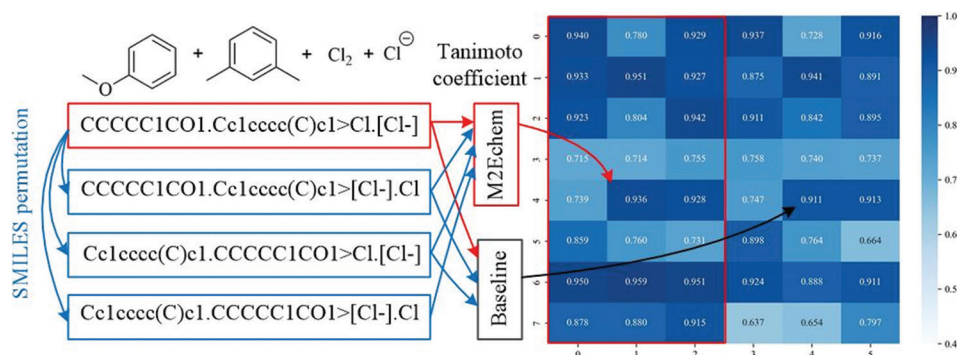 O
+ + Cl2 + Cl⊖
Tanimoto
coefficient
SMILES permutation
CCCCC1CO1.Cc1cccc(C)c1>Cl.[Cl-]
CCCCC1CO1.Cc1cccc(C)c1>[Cl-].Cl
Cc1cccc(C)c1.CCCCC1CO1>Cl.[Cl-]
Cc1cccc(C)c1.CCCCC1CO1>[Cl-].Cl
M2Echem
Baseline
0 0.940 0.780 0.929 0.937 0.728 0.916
1 0.933 0.951 0.927 0.875 0.941 0.891
2 0.923 0.804 0.942 0.911 0.842 0.895
3 0.715 0.714 0.755 0.758 0.740 0.737
4 0.739 0.936 0.928 0.747 0.911 0.913
5 0.859 0.760 0.731 0.898 0.764 0.664
6 0.950 0.959 0.951 0.924 0.888 0.911
7 0.878 0.880 0.915 0.637 0.654 0.797
0 1 2 3 4 5
1.0
0.9
0.8
0.7
0.6
0.5
0.4